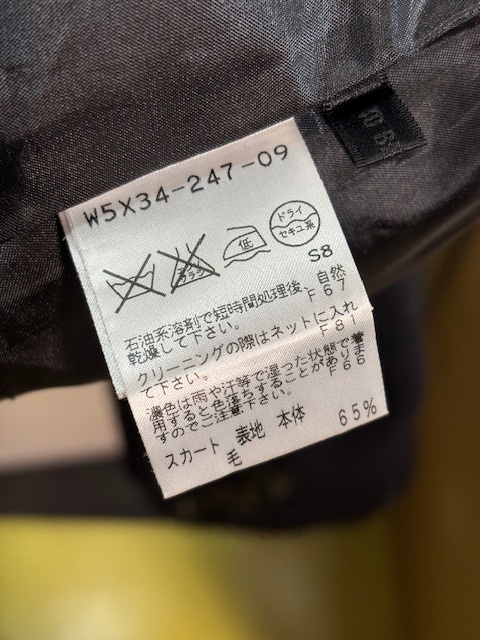 W5X34-247-09
低
ドライ
セキユ系
S8
石油系溶剤で短時間処理後、自然
乾燥して下さい。 F67
クリーニングの際はネットに入れ
て下さい。 F81
濃色は雨や汗等で湿った状態で着
用すると色落ちすることがありま
すのでご注意下さい。 F66
スカート 表地 本体
毛 65%